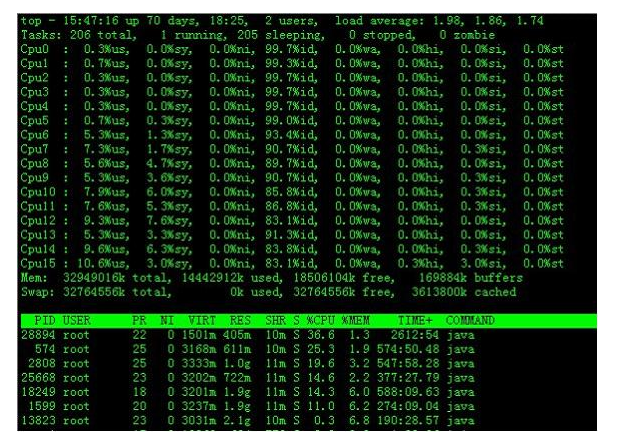 top - 15:47:16 up 70 days, 18:25, 2 users, load average: 1.98, 1.86, 1.74
Tasks: 206 total, 1 running, 205 sleeping, 0 stopped, 0 zombie
Cpu0 : 0.3%us, 0.0%sy, 0.0%ni, 99.7%id, 0.0%wa, 0.0%hi, 0.0%si, 0.0%st
Cpu1 : 0.7%us, 0.0%sy, 0.0%ni, 99.3%id, 0.0%wa, 0.0%hi, 0.0%si, 0.0%st
Cpu2 : 0.3%us, 0.0%sy, 0.0%ni, 99.7%id, 0.0%wa, 0.0%hi, 0.0%si, 0.0%st
Cpu3 : 0.3%us, 0.0%sy, 0.0%ni, 99.7%id, 0.0%wa, 0.0%hi, 0.0%si, 0.0%st
Cpu4 : 0.3%us, 0.0%sy, 0.0%ni, 99.7%id, 0.0%wa, 0.0%hi, 0.0%si, 0.0%st
Cpu5 : 0.7%us, 0.3%sy, 0.0%ni, 99.0%id, 0.0%wa, 0.0%hi, 0.0%si, 0.0%st
Cpu6 : 5.3%us, 1.3%sy, 0.0%ni, 93.4%id, 0.0%wa, 0.0%hi, 0.0%si, 0.0%st
Cpu7 : 7.3%us, 1.7%sy, 0.0%ni, 90.7%id, 0.0%wa, 0.0%hi, 0.3%si, 0.0%st
Cpu8 : 5.6%us, 4.7%sy, 0.0%ni, 89.7%id, 0.0%wa, 0.0%hi, 0.0%si, 0.0%st
Cpu9 : 5.3%us, 3.6%sy, 0.0%ni, 90.7%id, 0.0%wa, 0.0%hi, 0.3%si, 0.0%st
Cpu10 : 7.9%us, 6.0%sy, 0.0%ni, 85.8%id, 0.0%wa, 0.0%hi, 0.3%si, 0.0%st
Cpu11 : 7.6%us, 5.3%sy, 0.0%ni, 86.8%id, 0.0%wa, 0.0%hi, 0.3%si, 0.0%st
Cpu12 : 9.3%us, 7.6%sy, 0.0%ni, 83.1%id, 0.0%wa, 0.0%hi, 0.0%si, 0.0%st
Cpu13 : 5.3%us, 3.3%sy, 0.0%ni, 91.3%id, 0.0%wa, 0.0%hi, 0.0%si, 0.0%st
Cpu14 : 9.6%us, 6.3%sy, 0.0%ni, 83.8%id, 0.0%wa, 0.0%hi, 0.3%si, 0.0%st
Cpu15 : 10.6%us, 3.0%sy, 0.0%ni, 83.1%id, 0.0%wa, 0.3%hi, 3.0%si, 0.0%st
Mem: 32949016k total, 14442912k used, 18506104k free, 169884k buffers
Swap: 32764556k total, 0k used, 32764556k free, 3613800k cached
PID USER PR NI VIRT RES SHR S %CPU %MEM TIME+ COMMAND
28894 root 22 0 1501m 405m 10m S 36.6 1.3 2612:54 java
574 root 25 0 3168m 611m 10m S 25.3 1.9 574:50.48 java
2808 root 25 0 3333m 1.0g 11m S 19.6 3.2 547:58.28 java
25668 root 23 0 3202m 722m 11m S 14.6 2.2 377:27.79 java
18249 root 18 0 3201m 1.9g 11m S 14.3 6.0 588:09.63 java
1599 root 20 0 3237m 1.9g 11m S 11.0 6.2 274:09.04 java
13823 root 23 0 3031m 2.1g 10m S 0.3 6.8 190:28.57 java